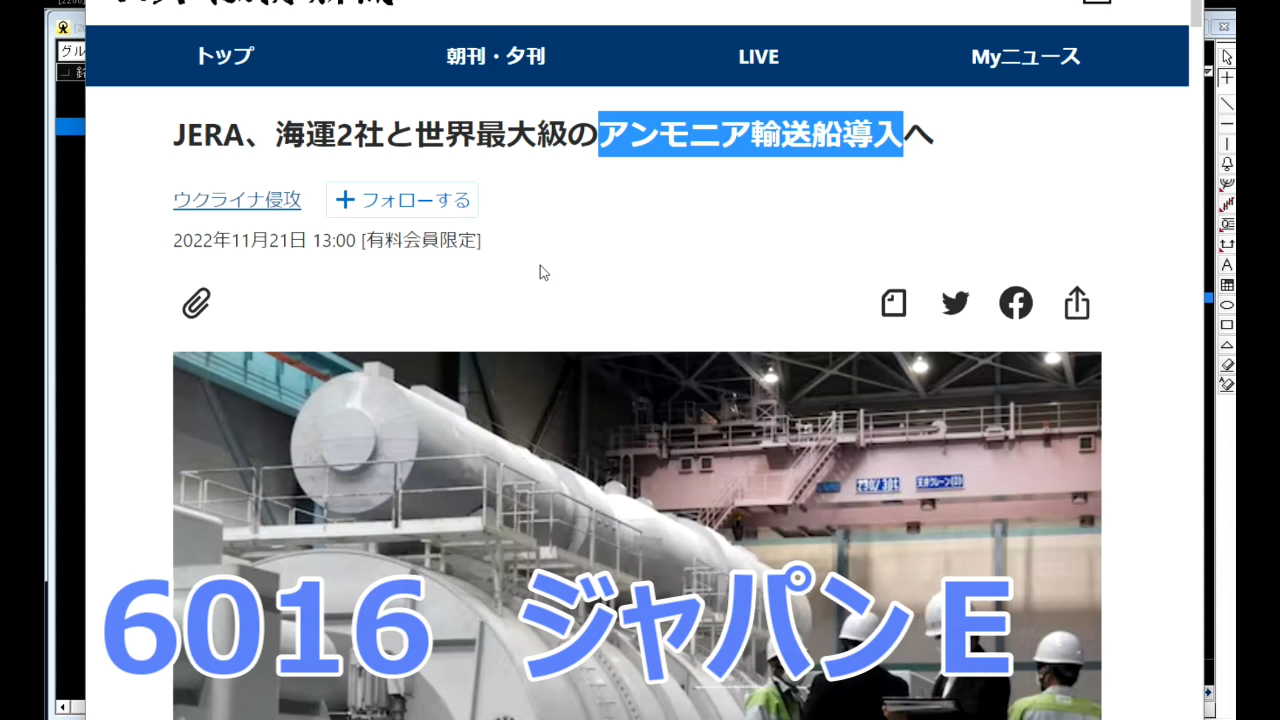 グル
トップ
朝刊・夕刊
LIVE
Myニュース
JERA、海運2社と世界最大級のアンモニア輸送船導入へ
ウクライナ侵攻
+ フォローする
2022年11月21日 13:00 [有料会員限定]
6016 ジャパンE